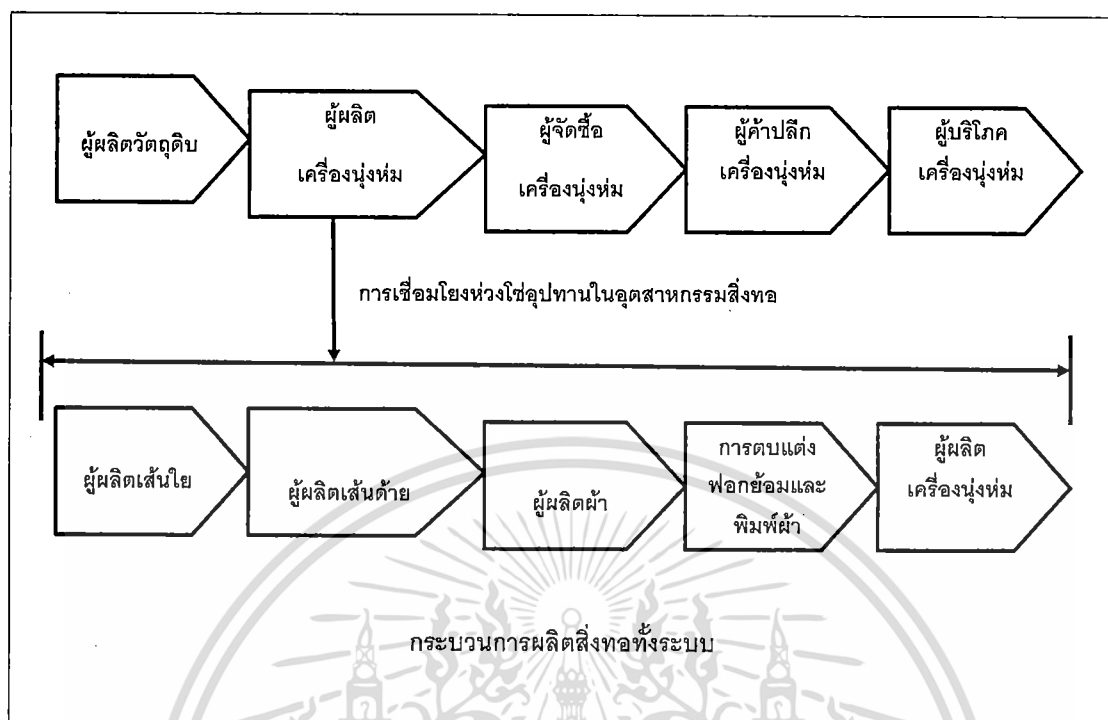 ผู้ผลิตวัตถุดิบ
ผู้ผลิต
เครื่องนุ่งห่ม
ผู้จัดซื้อ
เครื่องนุ่งห่ม
ผู้ค้าปลีก
เครื่องนุ่งห่ม
ผู้บริโภค
เครื่องนุ่งห่ม
การเชื่อมโยงห่วงโซ่อุปทานในอุตสาหกรรมสิ่งทอ
ผู้ผลิตเส้นใย
ผู้ผลิตเส้นด้าย
ผู้ผลิตผ้า
การตบแต่ง
ฟอกย้อมและ
พิมพ์ผ้า
ผู้ผลิต
เครื่องนุ่งห่ม
กระบวนการผลิตสิ่งทอทั้งระบบ